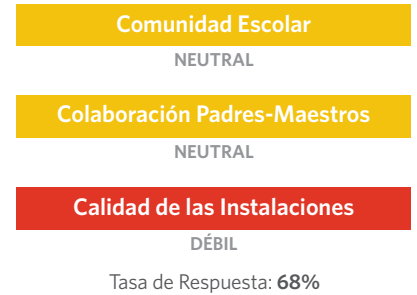 Comunidad Escolar
NEUTRAL
Colaboración Padres-Maestros
NEUTRAL
Calidad de las Instalaciones
DÉBIL
Tasa de Respuesta: 68%